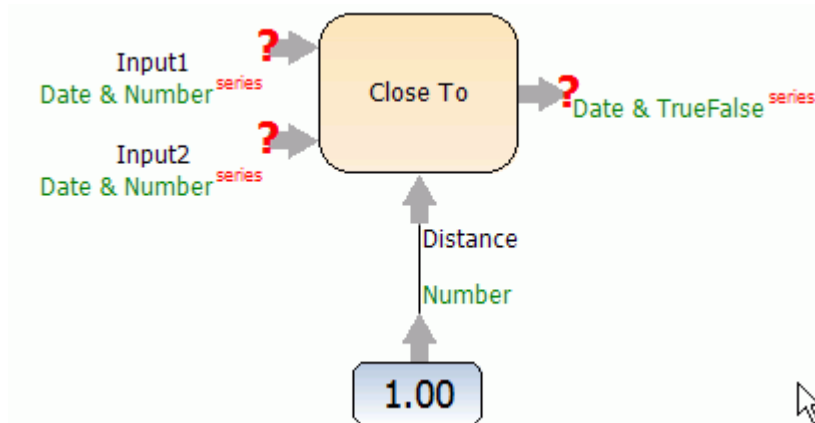 ?
Input1
Date & Number series
?
Input2
Date & Number series
Close To
?
Date & TrueFalse series
Distance
Number
1.00